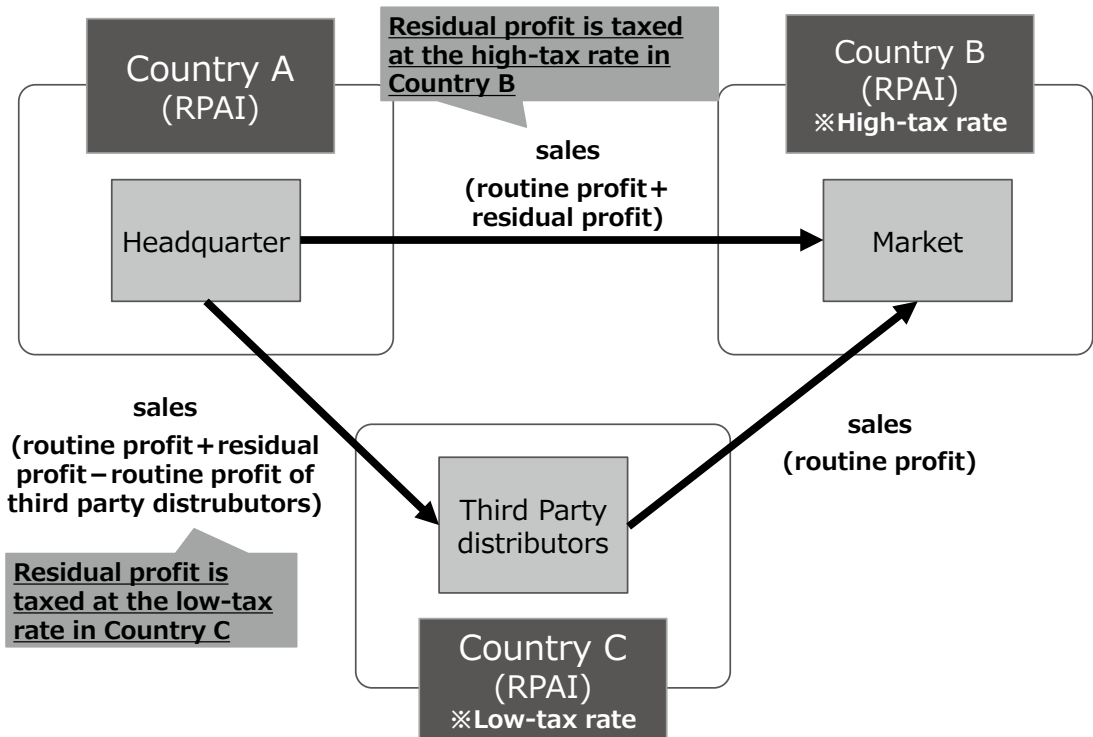 Country A
(RPAI)
Residual profit is taxed
at the high-tax rate in
Country B
Country B
(RPAI)
※High-tax rate
sales
(routine profit+
residual profit)
Headquarter
Market
sales
(routine profit+residual
profit−routine profit of
third party distrubutors)
sales
(routine profit)
Third Party
distributors
Residual profit is
taxed at the low-tax
rate in Country C
Country C
(RPAI)
※Low-tax rate